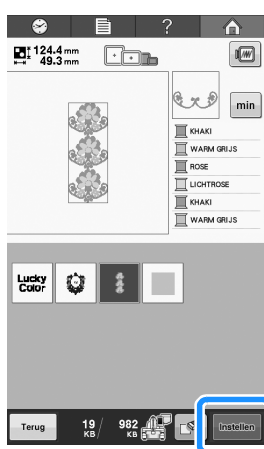 ?
124.4 mm
49.3 mm
min
KHAKI
WARM GRIJS
ROSE
LICHTROSE
KHAKI
WARM GRIJS
Lucky
Color
Terug
19 KB / 982 KB
Instellen